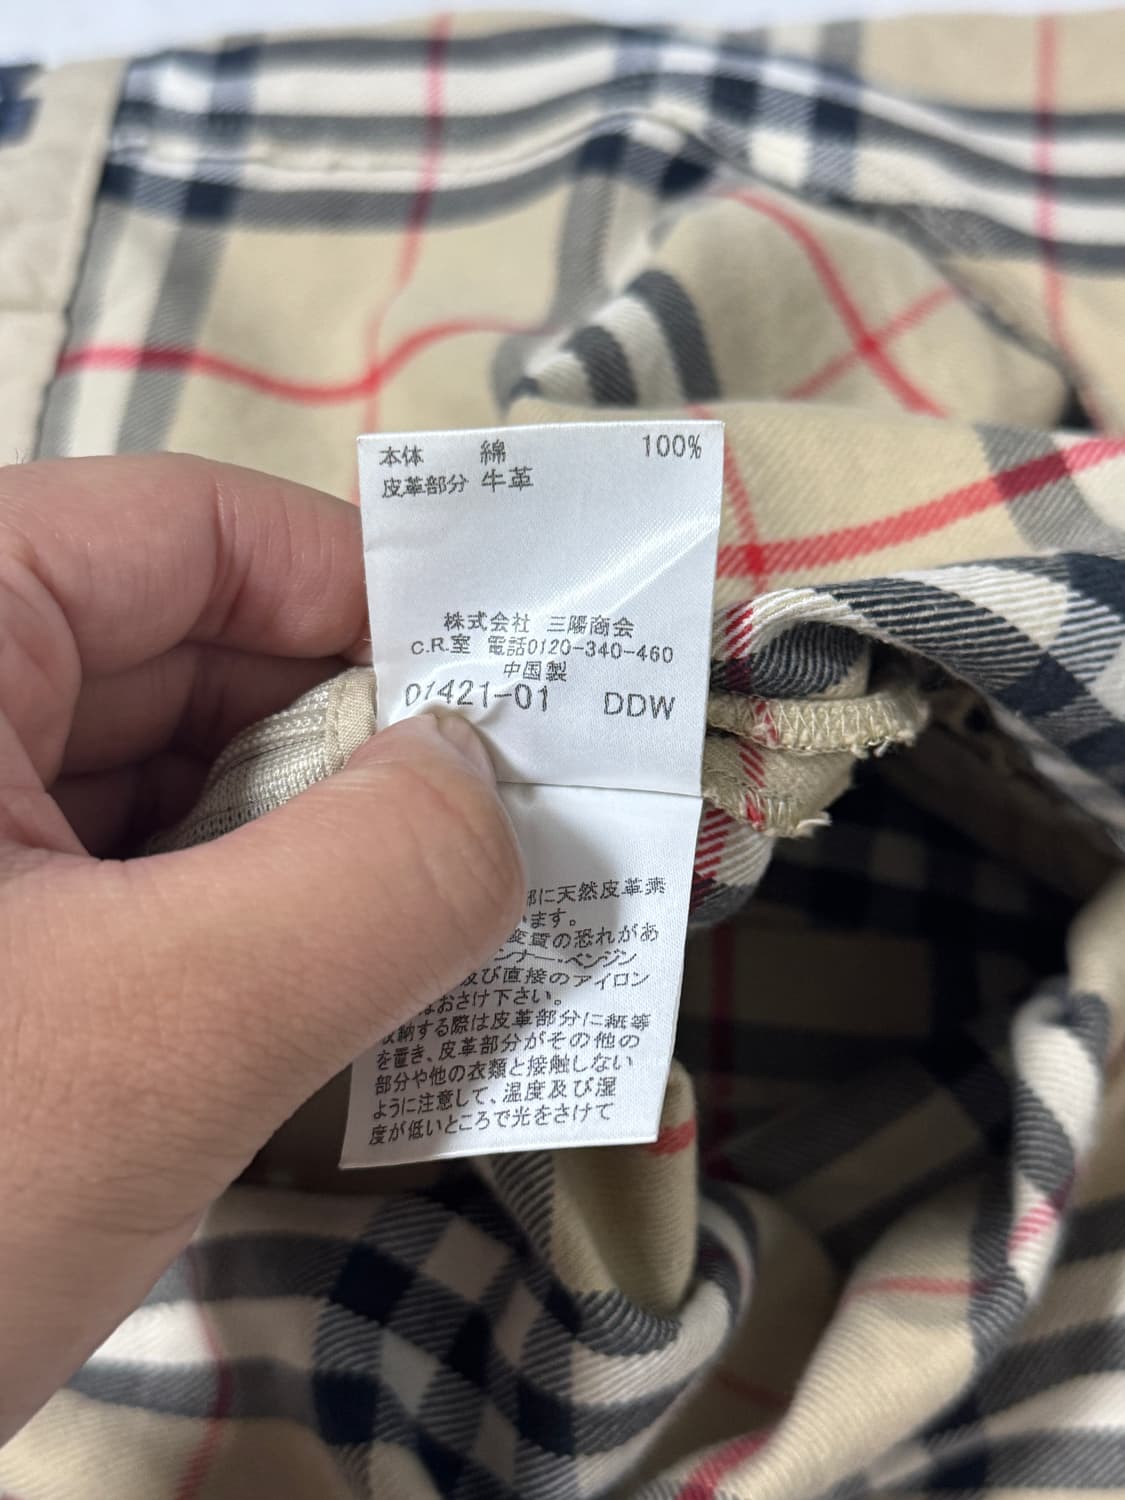 本体 綿 100%
皮革部分 牛革
株式会社 三陽商会
C.R.室 電話0120-340-460
中国製
D1421-01 DDW
部に天然皮革素
います。
変質の恐れがあ
ンナー・ベンジン
及び直接のアイロン
はおさけ下さい。
収納する際は皮革部分に紙等
を置き、皮革部分がその他の
部分や他の衣類と接触しない
ように注意して、温度及び湿
度が低いところで光をさけて